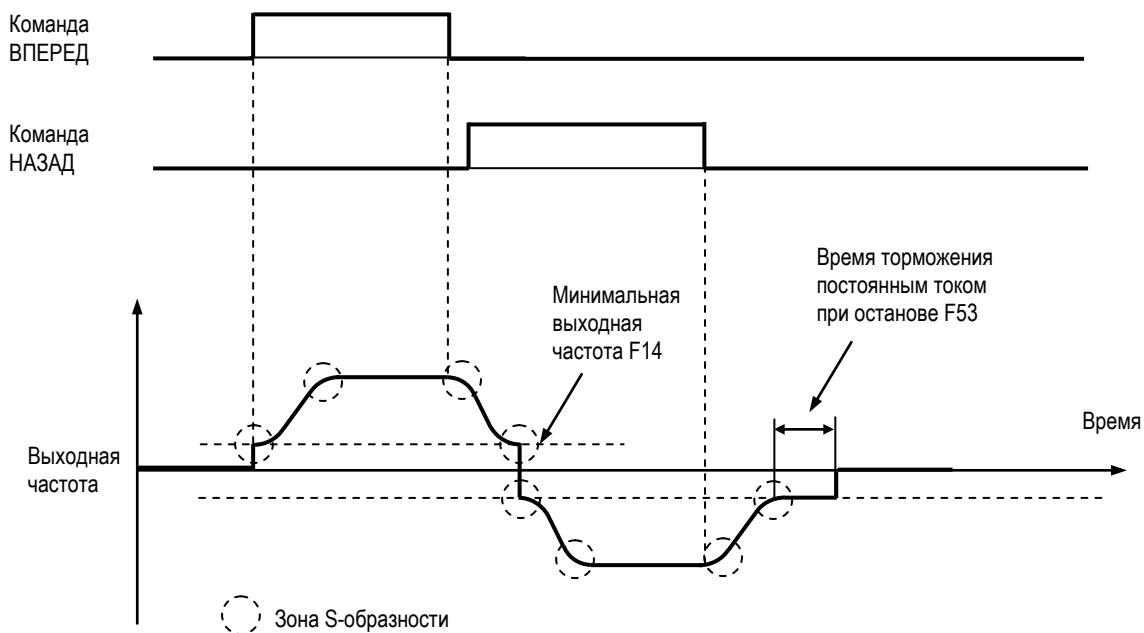 Команда
ВПЕРЕД
Команда
НАЗАД
Время торможения
постоянным током
при останове F53
Минимальная
выходная
частота F14
Время
Выходная
частота
Зона S-образности